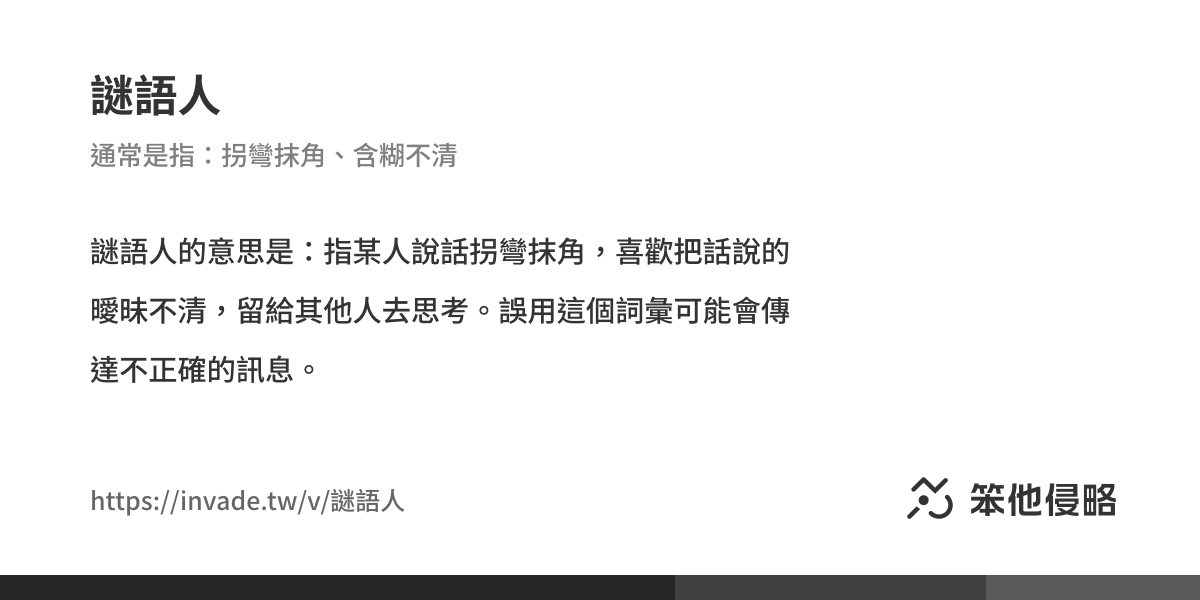 謎語人
通常是指：拐彎抹角、含糊不清
謎語人的意思是：指某人說話拐彎抹角，喜歡把話說的
曖昧不清，留給其他人去思考。誤用這個詞彙可能會傳
達不正確的訊息。
https://invade.tw/v/謎語人
笨他侵略